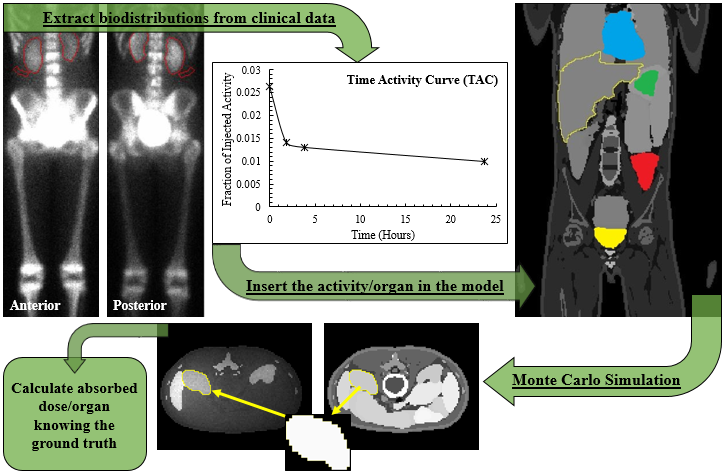 Extract biodistributions from clinical data
Anterior
Posterior
Time Activity Curve (TAC)
Fraction of Injected Activity
0.03
0.025
0.02
0.015
0.01
0.005
0
0 5 10 15 20 25
Time (Hours)
Insert the activity/organ in the model
Monte Carlo Simulation
Calculate absorbed
dose/organ
knowing the
ground truth